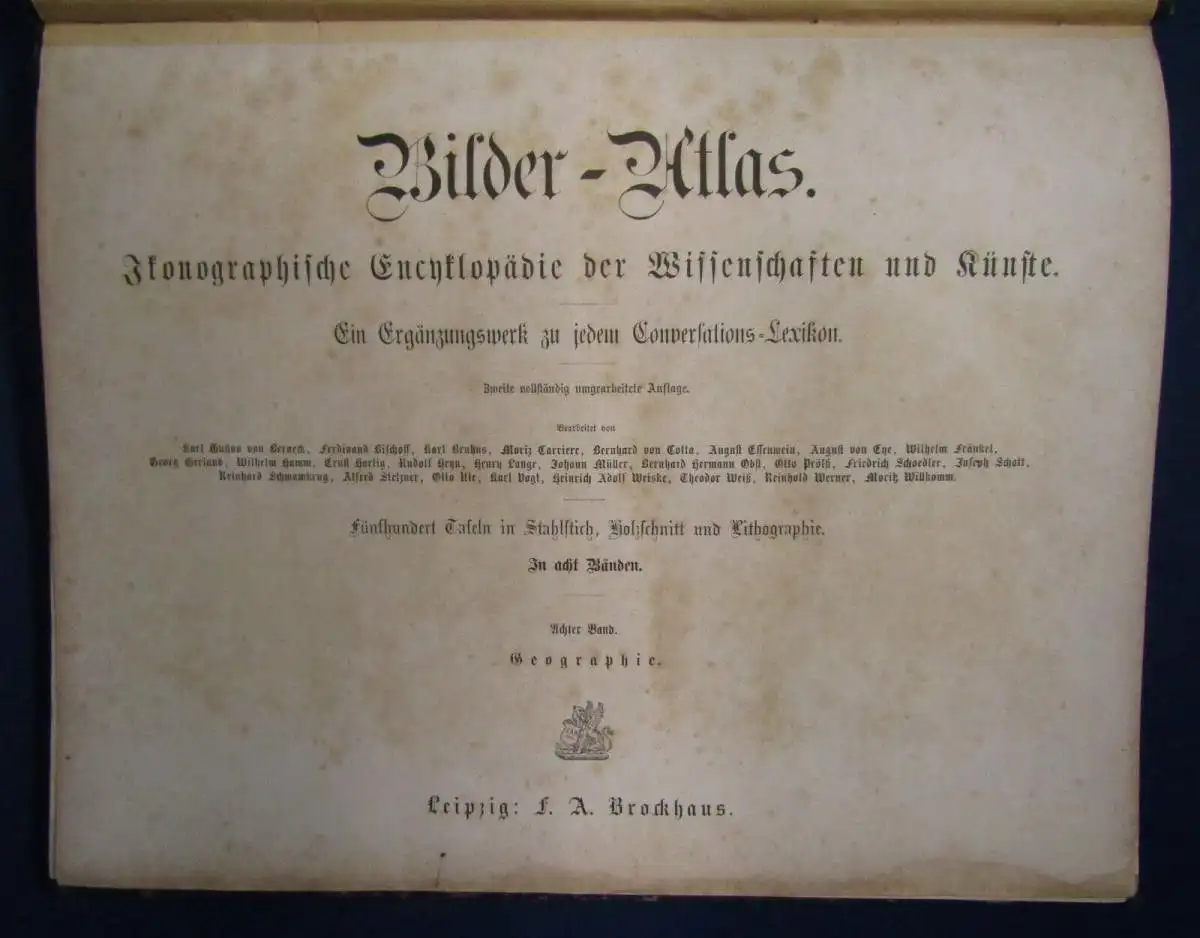 Bilder-Atlas.
Ikonographische Encyklopädie der Wissenschaften und Künste.
Ein Ergänzungswerk zu jedem Conversations-Lexikon.
Zweite vollständig umgearbeitete Auflage.
Bearbeitet von
Karl Gustav von Berneck, Ferdinand Bischoff, Karl Bruhns, Moriz Carriere, Bernhard von Cotta, August Essenwein, August von Eye, Wilhelm Fränkel,
Georg Gerland, Wilhelm Hamm, Ernst Hartig, Rudolf Heyn, Henry Lange, Johann Müller, Bernhard Hermann Obst, Otto Prölß, Friedrich Schoedler, Joseph Schott,
Reinhard Schwamkrug, Alfred Stelzner, Otto Ule, Karl Vogt, Heinrich Adolf Weiske, Theodor Weiß, Reinhold Werner, Moritz Willkomm.
Fünfhundert Tafeln in Stahlstich, Holzschnitt und Lithographie.
In acht Bänden.
Achter Band.
Geographie.
Leipzig: F. A. Brockhaus.